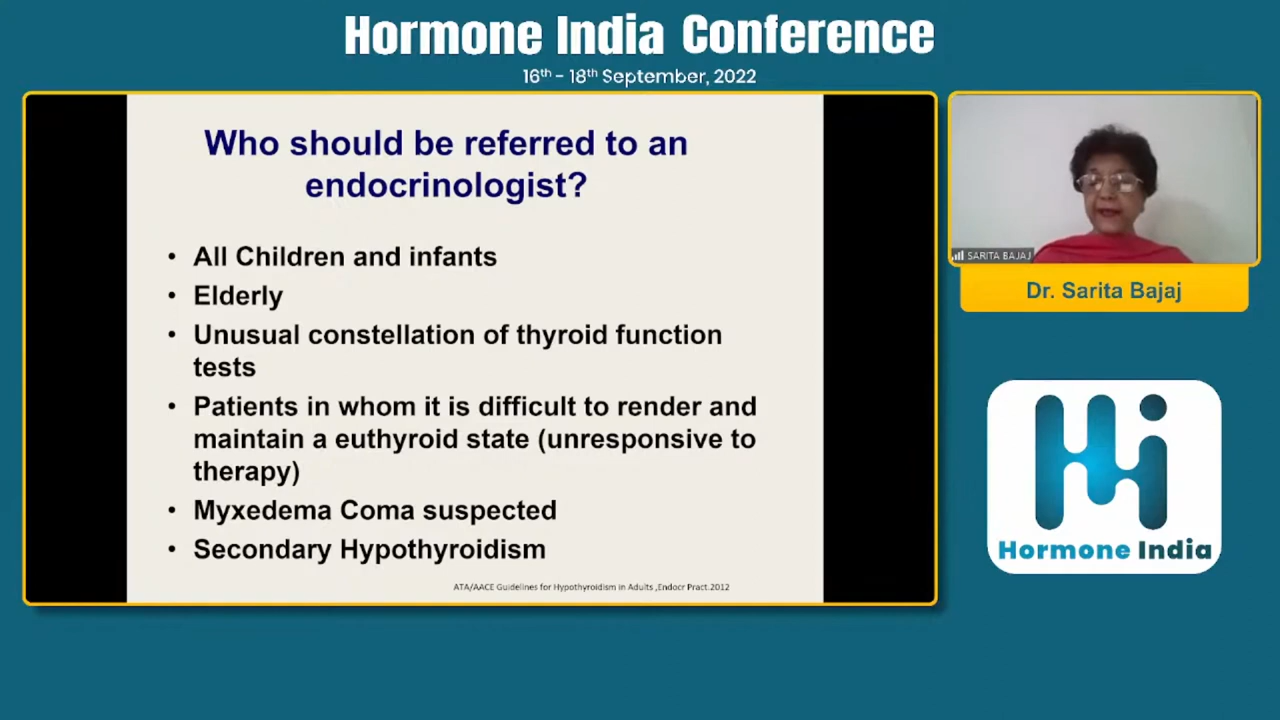 Hormone India Conference
16th - 18th September, 2022
Who should be referred to an
endocrinologist?
• All Children and infants
• Elderly
• Unusual constellation of thyroid function
tests
• Patients in whom it is difficult to render and
maintain a euthyroid state (unresponsive to
therapy)
• Myxedema Coma suspected
• Secondary Hypothyroidism
ATA/AACE Guidelines for Hypothyroidism in Adults ,Endocr Pract.2012
SARITA BAJAJ
Dr. Sarita Bajaj
Hi
Hormone India